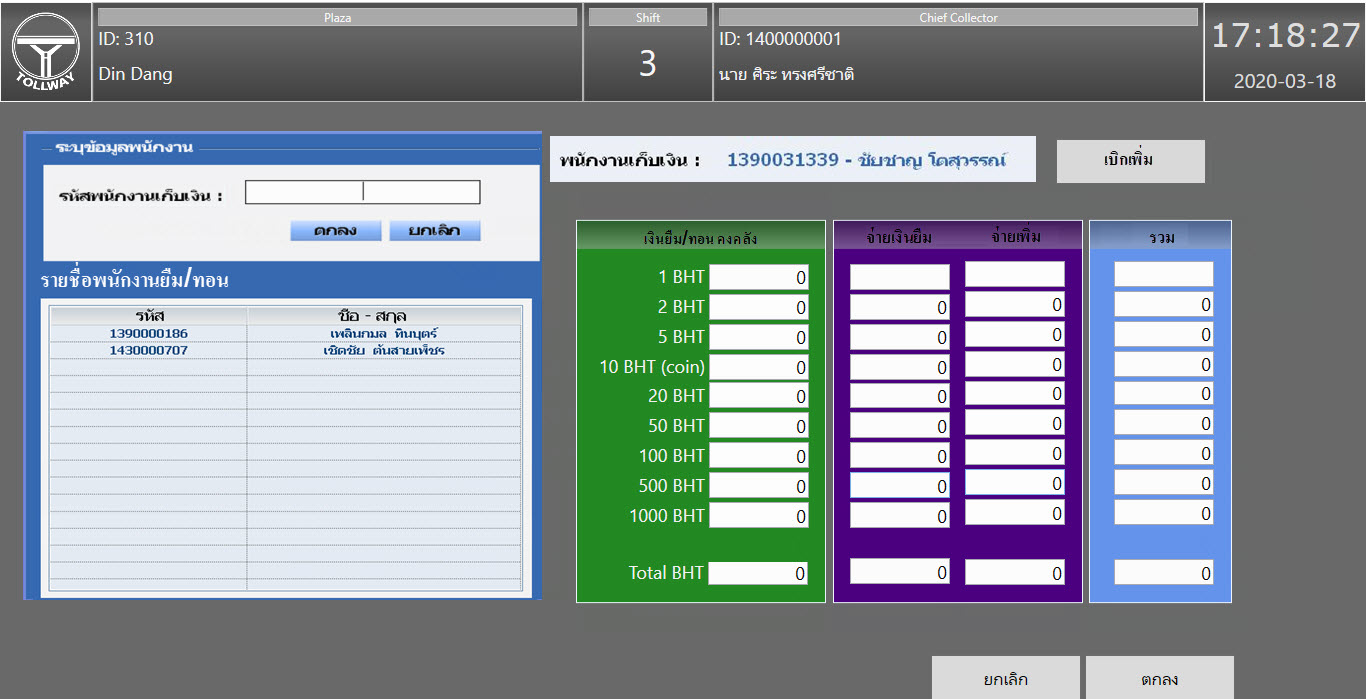 TOLLWAY
Plaza
ID: 310
Din Dang
Shift
3
Chief Collector
ID: 1400000001
นาย ศิระ ทรงศรีชาติ
17:18:27
2020-03-18
ระบุข้อมูลพนักงาน
รหัสพนักงานเก็บเงิน :
ตกลง ยกเลิก
รายชื่อพนักงานยืม/ทอน
รหัส ชื่อ - สกุล
1390000186 เพลินกมล หินบุตร์
1430000707 เชิดชัย ต้นสายเพ็ชร
พนักงานเก็บเงิน : 1390031339 - ชัยชาญ โตสุวรรณ์
เบิกเพิ่ม
เงินยืม/ทอน คงคลัง จ่ายเงินยืม จ่ายเพิ่ม รวม
1 BHT 0
2 BHT 0 0 0 0
5 BHT 0 0 0 0
10 BHT (coin) 0 0 0 0
20 BHT 0 0 0 0
50 BHT 0 0 0 0
100 BHT 0 0 0 0
500 BHT 0 0 0 0
1000 BHT 0 0 0 0
Total BHT 0 0 0 0
ยกเลิก ตกลง